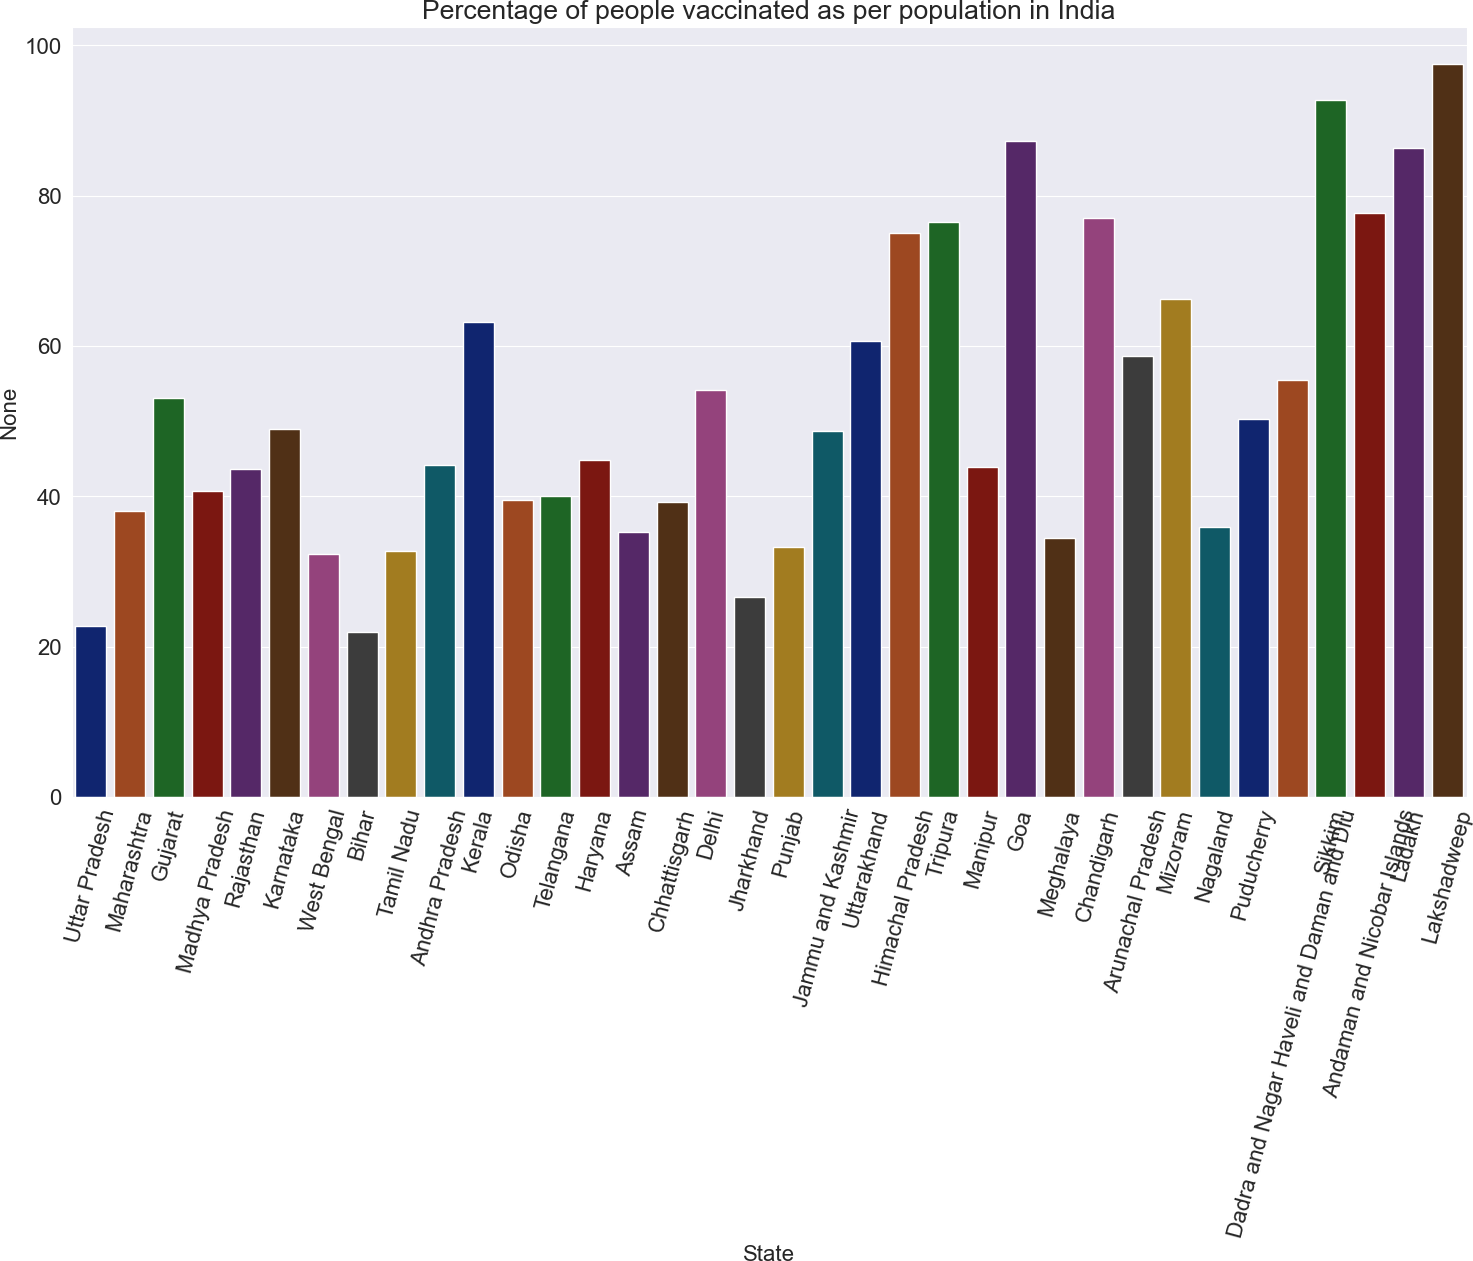 Percentage of people vaccinated as per population in India
100
80
60
40
20
0
None
Uttar Pradesh
Maharashtra
Gujarat
Madhya Pradesh
Rajasthan
Karnataka
West Bengal
Bihar
Tamil Nadu
Andhra Pradesh
Kerala
Odisha
Telangana
Haryana
Assam
Chhattisgarh
Delhi
Jharkhand
Punjab
Jammu and Kashmir
Uttarakhand
Himachal Pradesh
Tripura
Manipur
Goa
Meghalaya
Chandigarh
Arunachal Pradesh
Mizoram
Nagaland
Puducherry
Dadra and Nagar Haveli and Daman and Diu
Sikkim
Andaman and Nicobar Islands
Ladakh
Lakshadweep
State